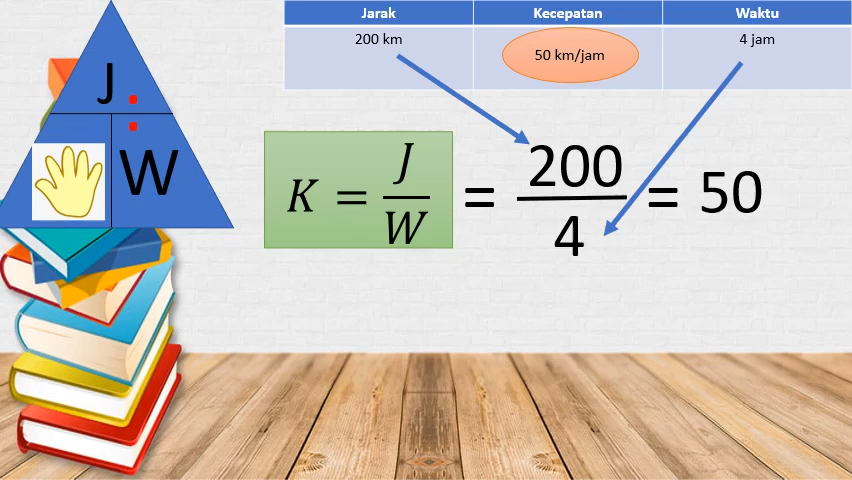 Jarak Kecepatan Waktu
200 km 50 km/jam 4 jam
J :
W
K = J/W = 200/4 = 50